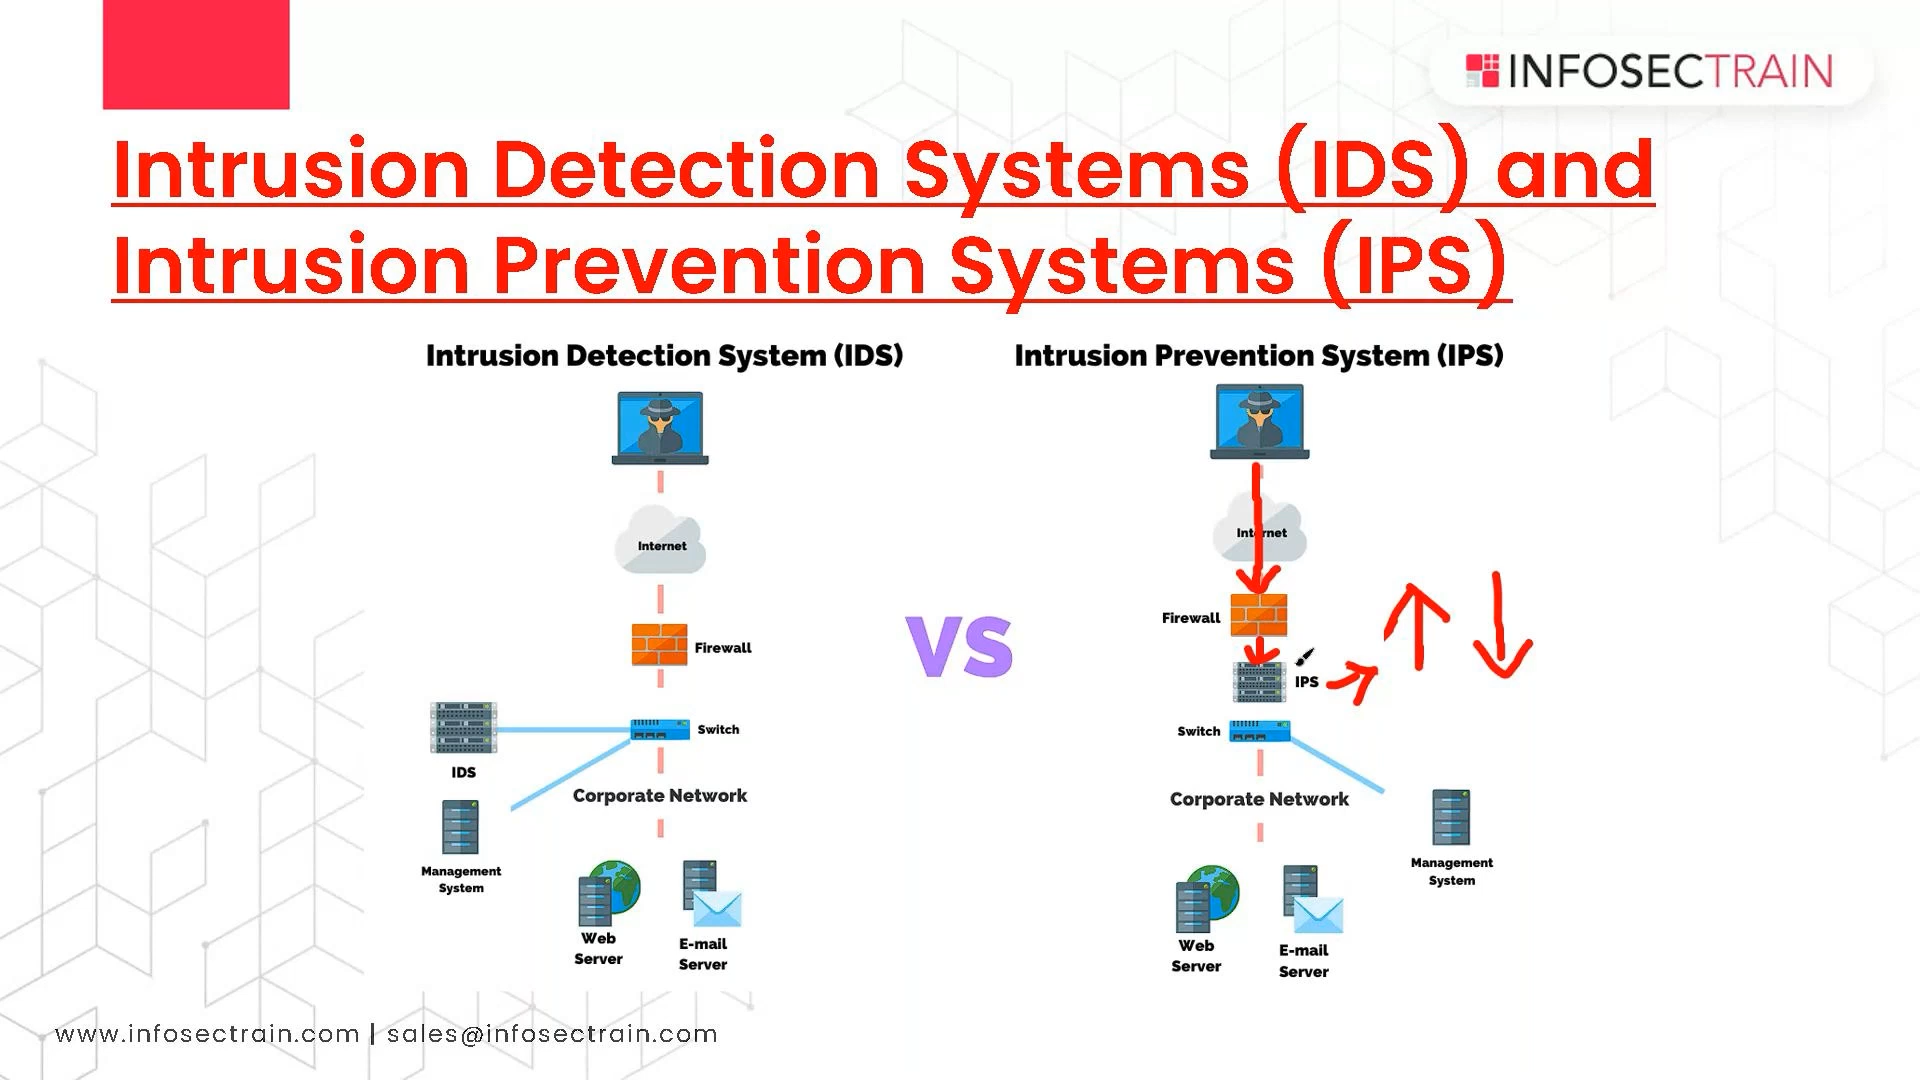 INFOSECTRAIN
Intrusion Detection Systems (IDS) and
Intrusion Prevention Systems (IPS)
Intrusion Detection System (IDS)
Internet
Firewall
Switch
IDS
Corporate Network
Management
System
Web
Server
E-mail
Server
VS
Intrusion Prevention System (IPS)
Internet
Firewall
IPS
Switch
Corporate Network
Management
System
Web
Server
E-mail
Server
www.infosectrain.com | sales@infosectrain.com